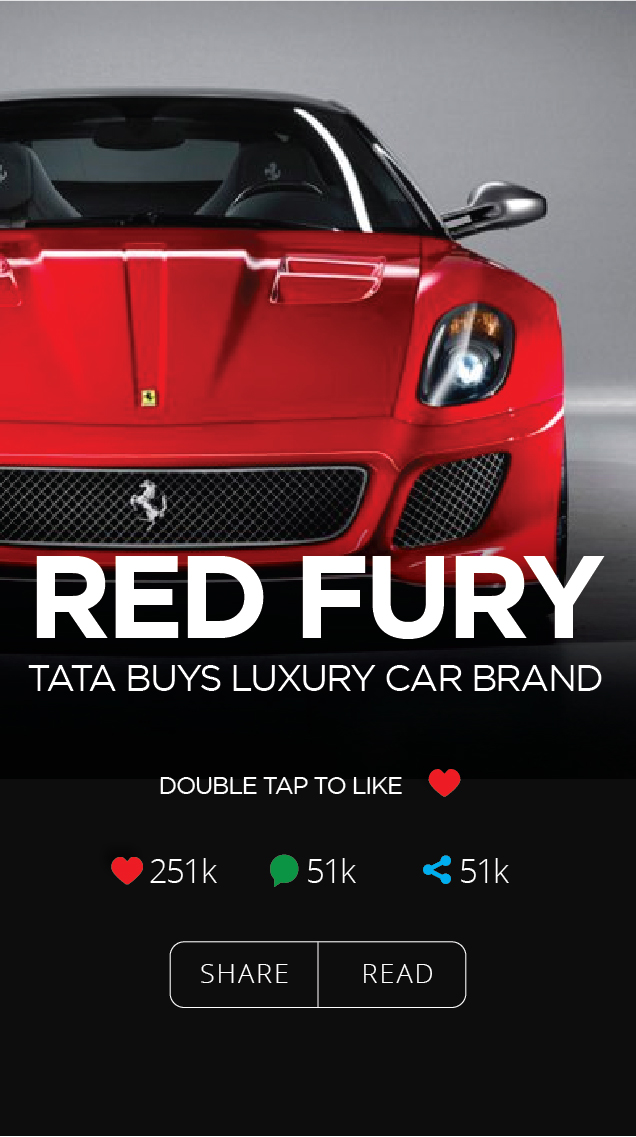 RED FURY
TATA BUYS LUXURY CAR BRAND
DOUBLE TAP TO LIKE
251k 51k 51k
SHARE READ